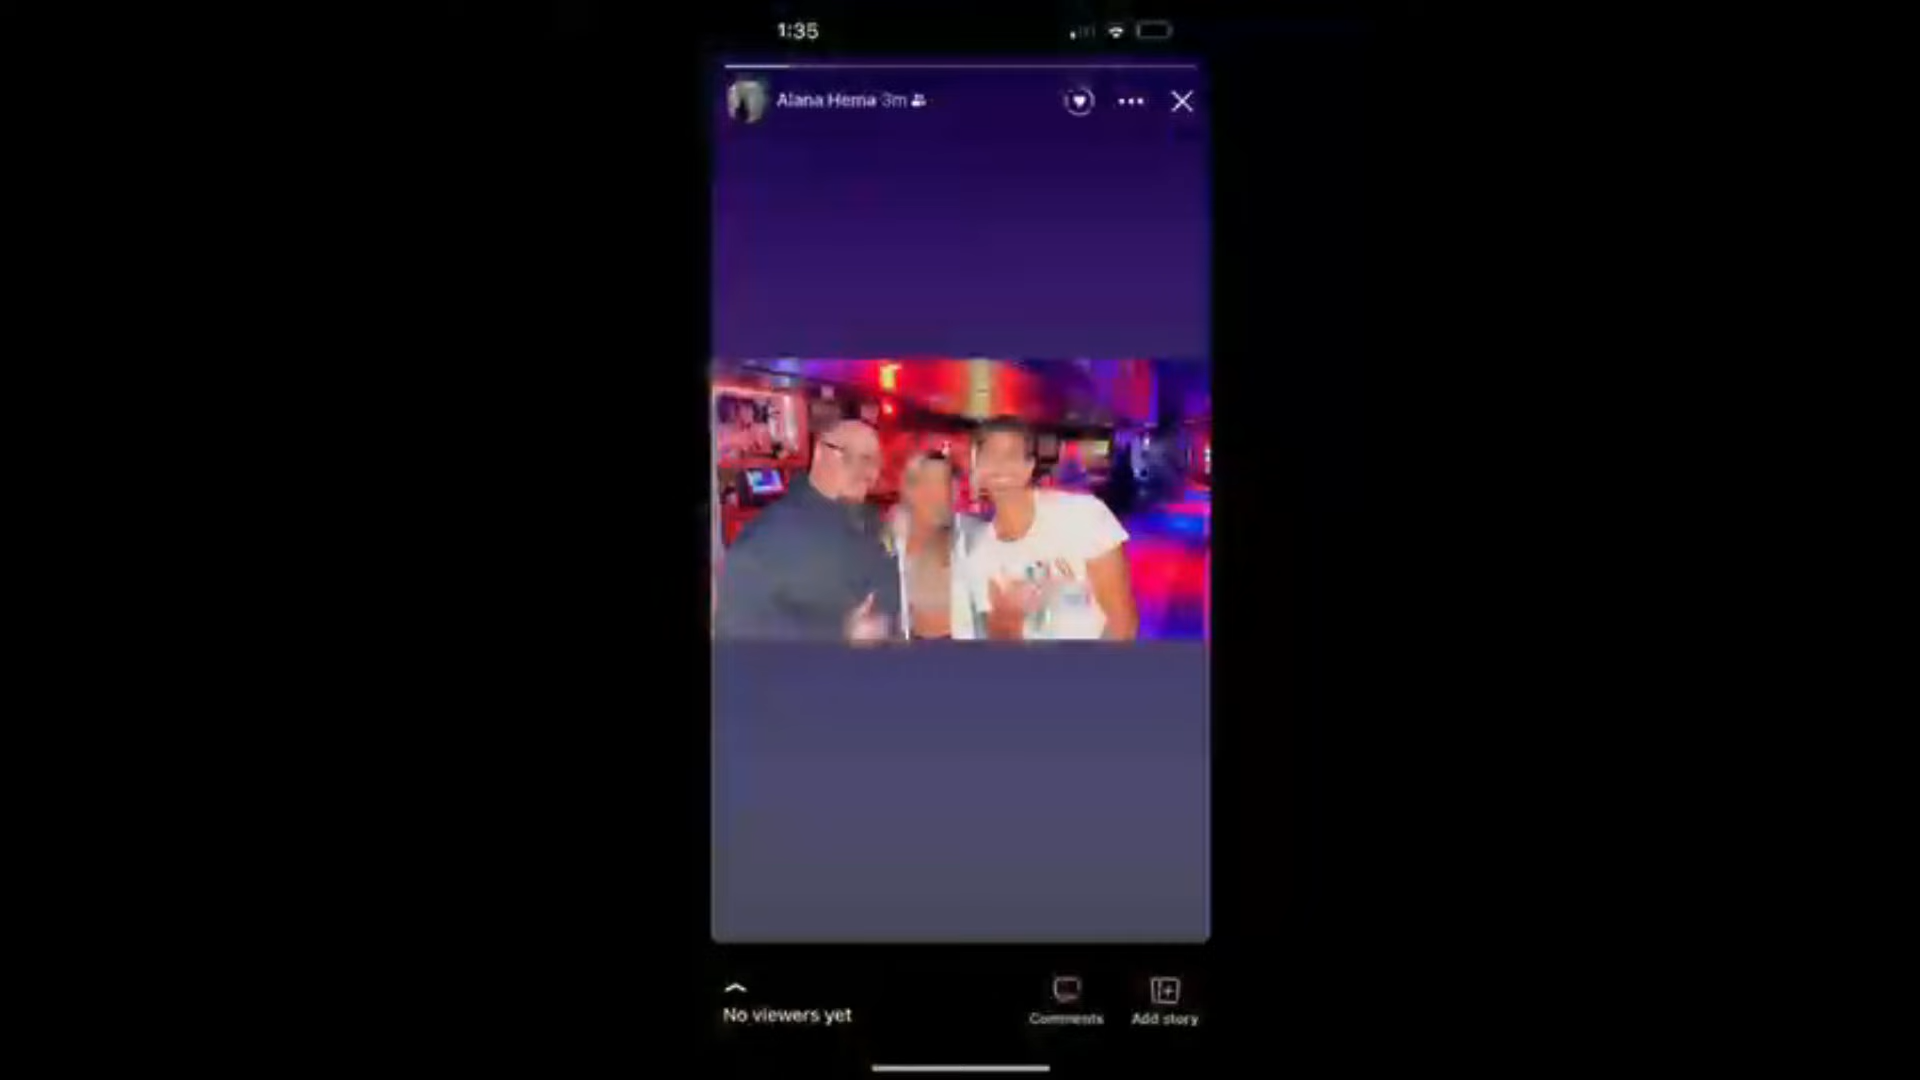 1:35
Alana Hema 3m
No viewers yet
Comments
Add story